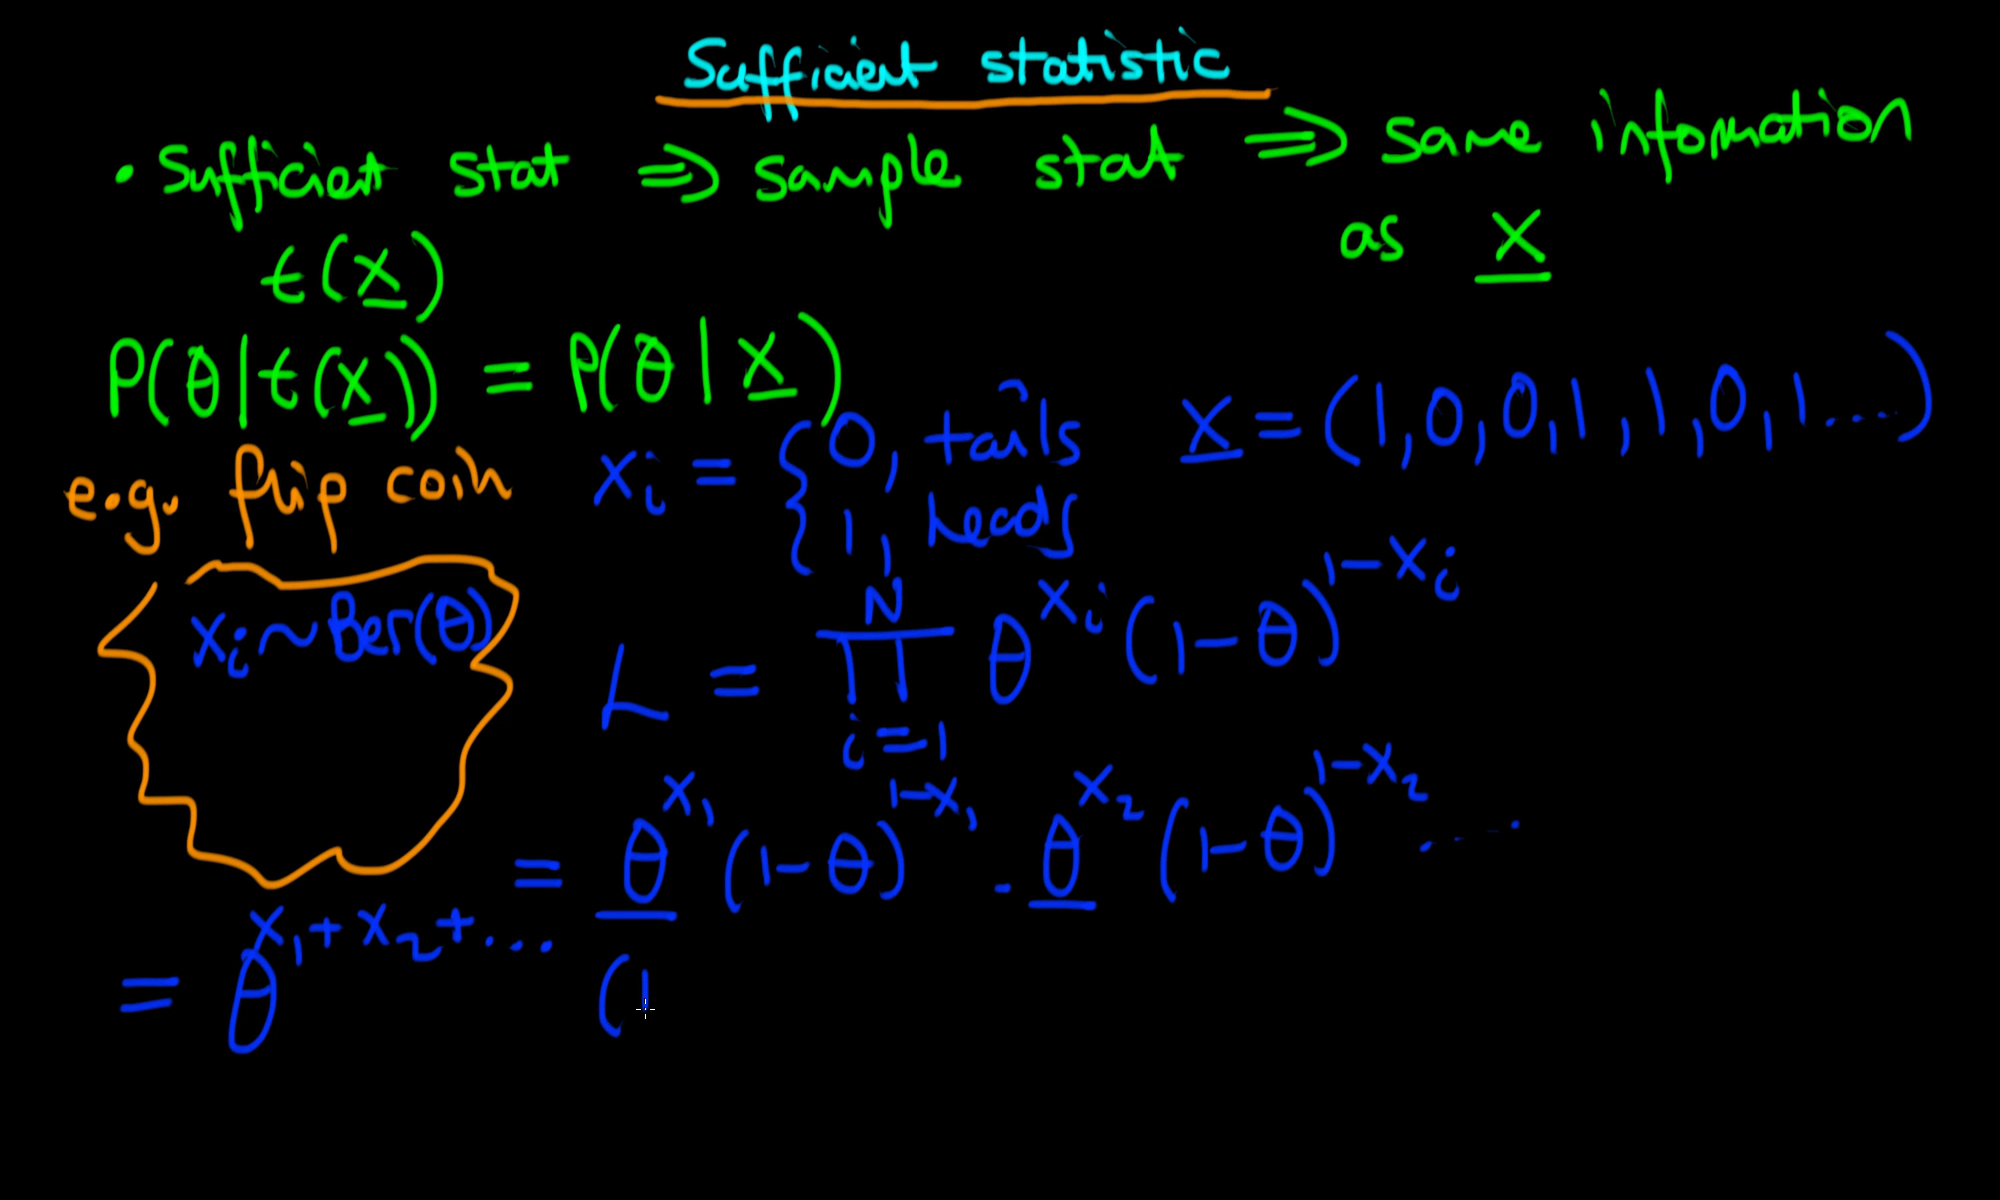 Sufficient statistic
• Sufficient stat ⇒ sample stat ⇒ same information
as X
t(X)
P(θ|t(X)) = P(θ|X)
e.g. flip coin
xᵢ = { 0, tails
1, heads
X = (1,0,0,1,1,0,1....)
xᵢ ~ Ber(θ)
L = ∏ᵢ₌₁ᴺ θ^xᵢ (1-θ)^1-xᵢ
= θ^x₁ (1-θ)^1-x₁ . θ^x₂ (1-θ)^1-x₂ ....
= θ^x₁+x₂+... (1